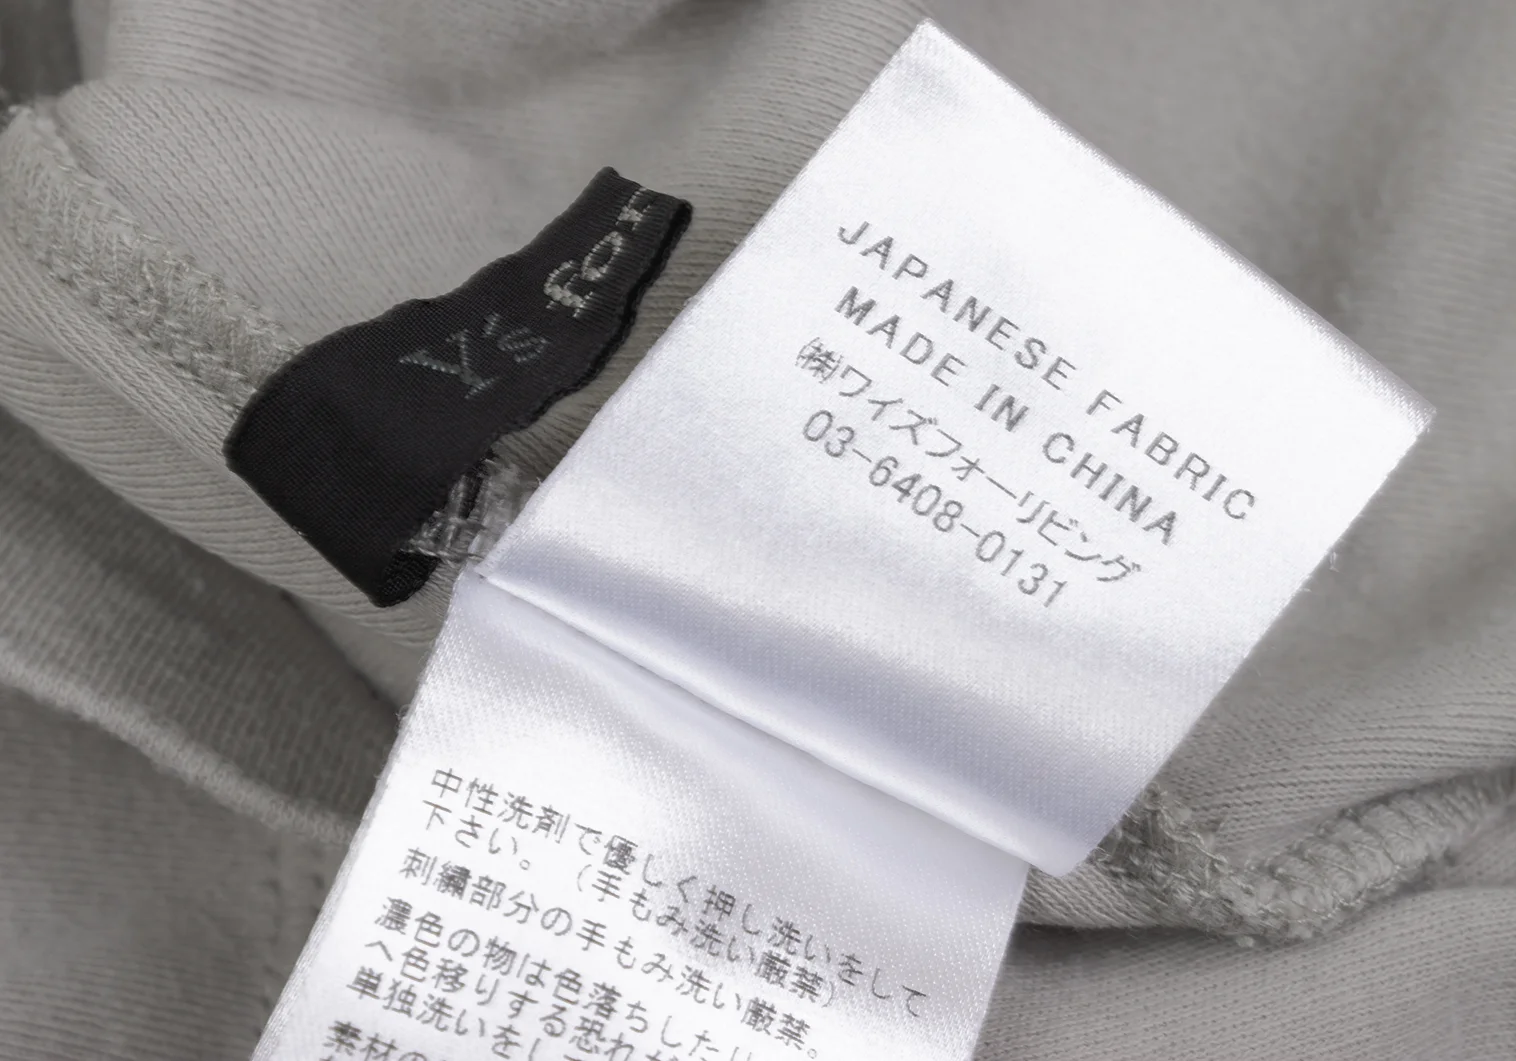 Y's for
JAPANESE FABRIC
MADE IN CHINA
㈱ワイズフォーリビング
03-6408-0131
中性洗剤で優しく押し洗いをして
下さい。（手もみ洗い厳禁）
刺繍部分の手もみ洗い厳禁。
濃色の物は色落ちしたり
へ色移りする恐れが
単独洗いをして
素材の